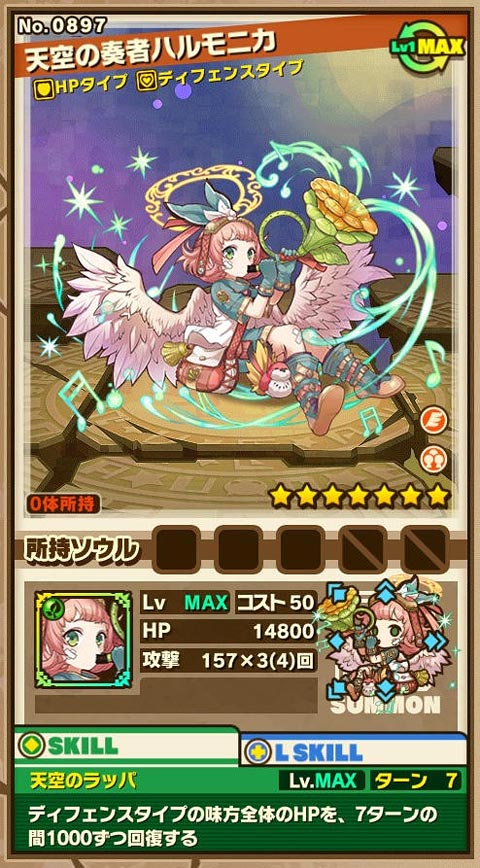 No.0897
天空の奏者ハルモニカ
Lv1 MAX
HPタイプ ディフェンスタイプ
E
0体所持
所持ソウル
Lv MAX コスト 50
HP 14800
攻撃 157×3(4)回
SUMMON
SKILL
L SKILL
天空のラッパ Lv.MAX ターン 7
ディフェンスタイプの味方全体のHPを、7ターンの
間1000ずつ回復する